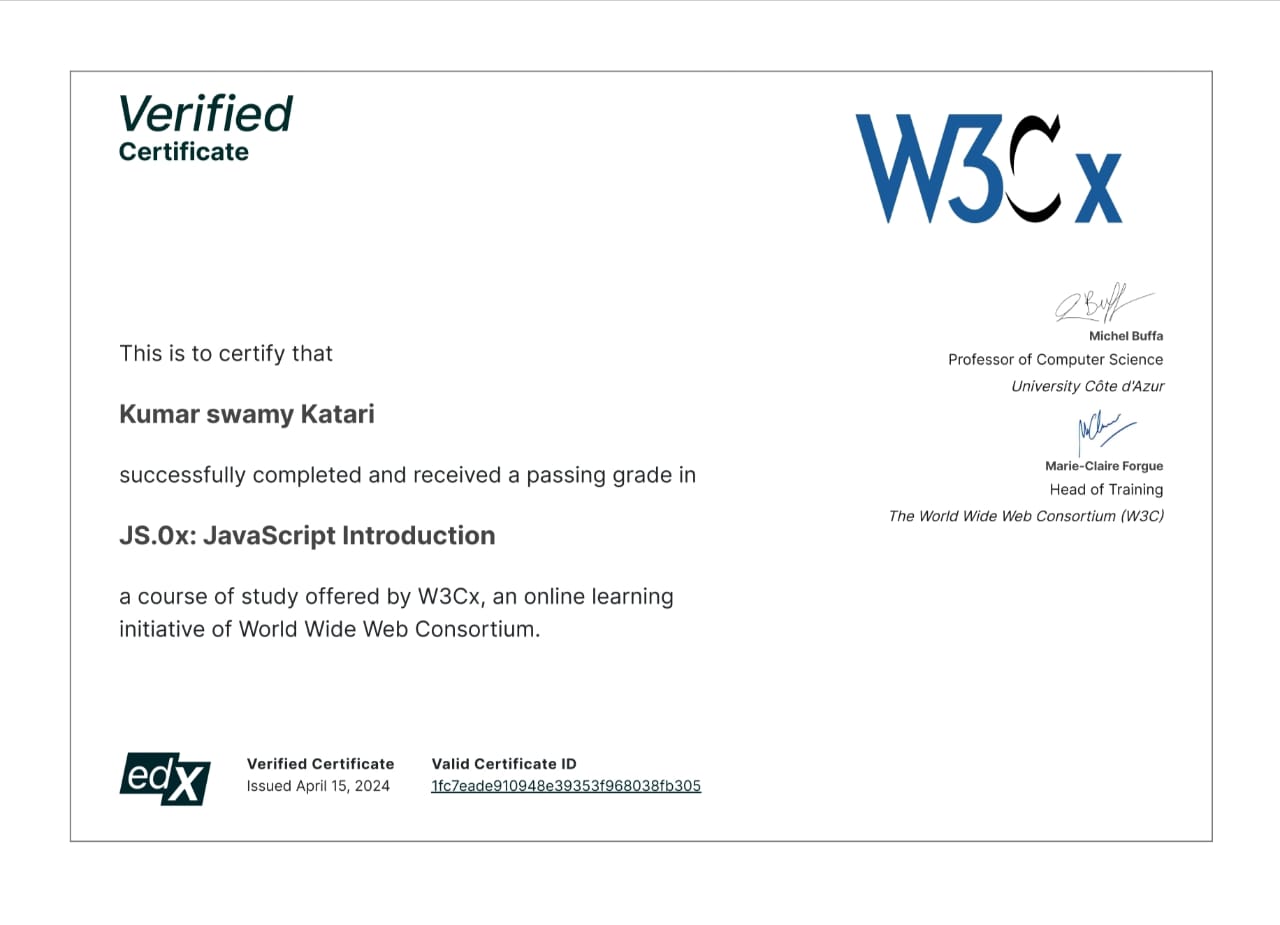 Verified
Certificate
W3Cx
This is to certify that
Kumar swamy Katari
successfully completed and received a passing grade in
JS.0x: JavaScript Introduction
a course of study offered by W3Cx, an online learning
initiative of World Wide Web Consortium.
Michel Buffa
Professor of Computer Science
University Côte d'Azur
Marie-Claire Forgue
Head of Training
The World Wide Web Consortium (W3C)
edX
Verified Certificate
Issued April 15, 2024
Valid Certificate ID
1fc7eade910948e39353f968038fb305